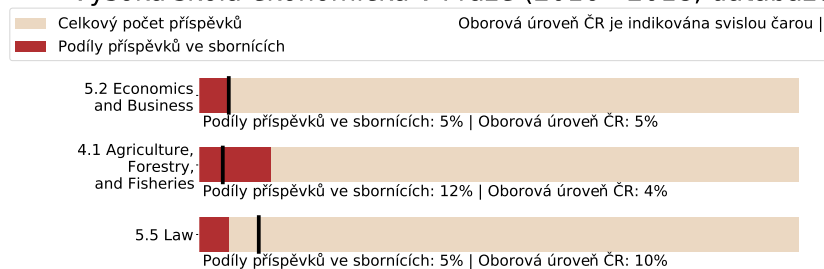 Celkový počet příspěvků
Oborová úroveň ČR je indikována svislou čarou |
Podíly příspěvků ve sbornících
5.2 Economics
and Business
Podíly příspěvků ve sbornících: 5% | Oborová úroveň ČR: 5%
4.1 Agriculture,
Forestry,
and Fisheries
Podíly příspěvků ve sbornících: 12% | Oborová úroveň ČR: 4%
5.5 Law
Podíly příspěvků ve sbornících: 5% | Oborová úroveň ČR: 10%